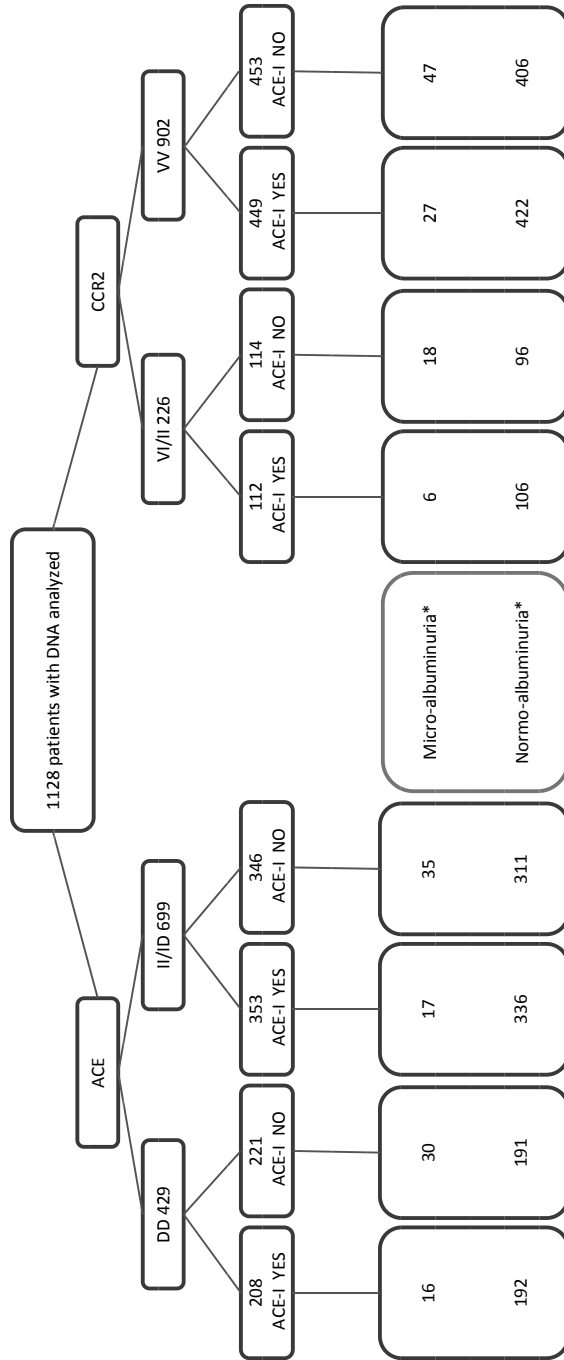 1128 patients with DNA analyzed
ACE
CCR2
DD 429
II/ID 699
VI/II 226
VV 902
208
ACE-I YES
221
ACE-I NO
353
ACE-I YES
346
ACE-I NO
112
ACE-I YES
114
ACE-I NO
449
ACE-I YES
453
ACE-I NO
16
192
30
191
17
336
35
311
Micro-albuminuria*
Normo-albuminuria*
6
106
18
96
27
422
47
406